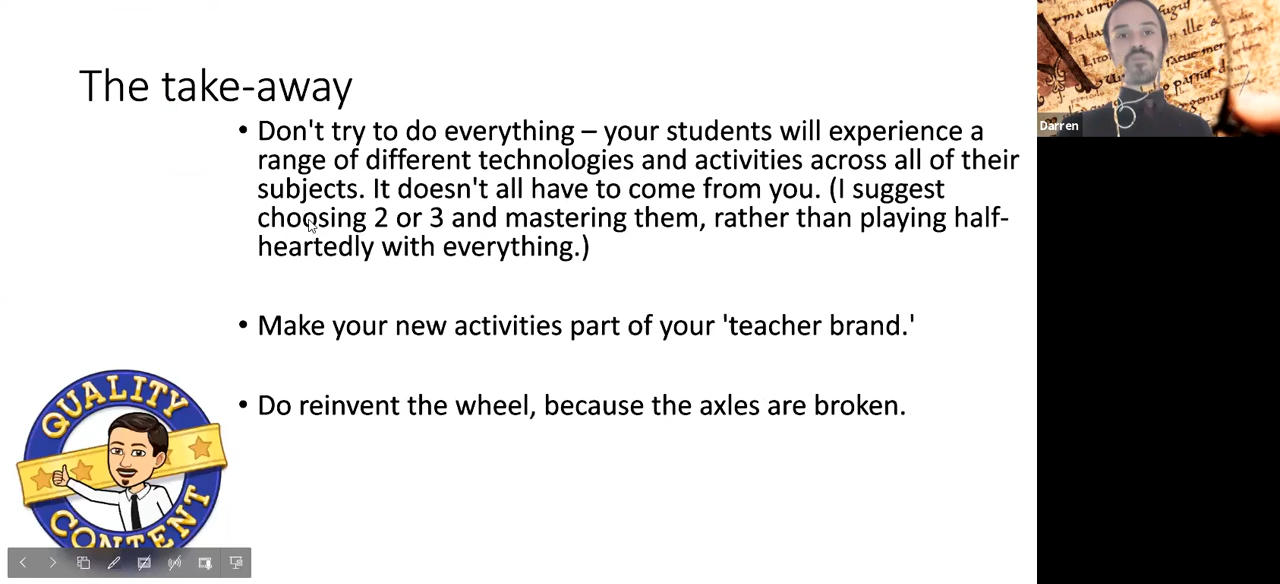 The take-away
• Don't try to do everything – your students will experience a
range of different technologies and activities across all of their
subjects. It doesn't all have to come from you. (I suggest
choosing 2 or 3 and mastering them, rather than playing half-
heartedly with everything.)
• Make your new activities part of your 'teacher brand.'
• Do reinvent the wheel, because the axles are broken.
QUALITY
CONTENT
Darren